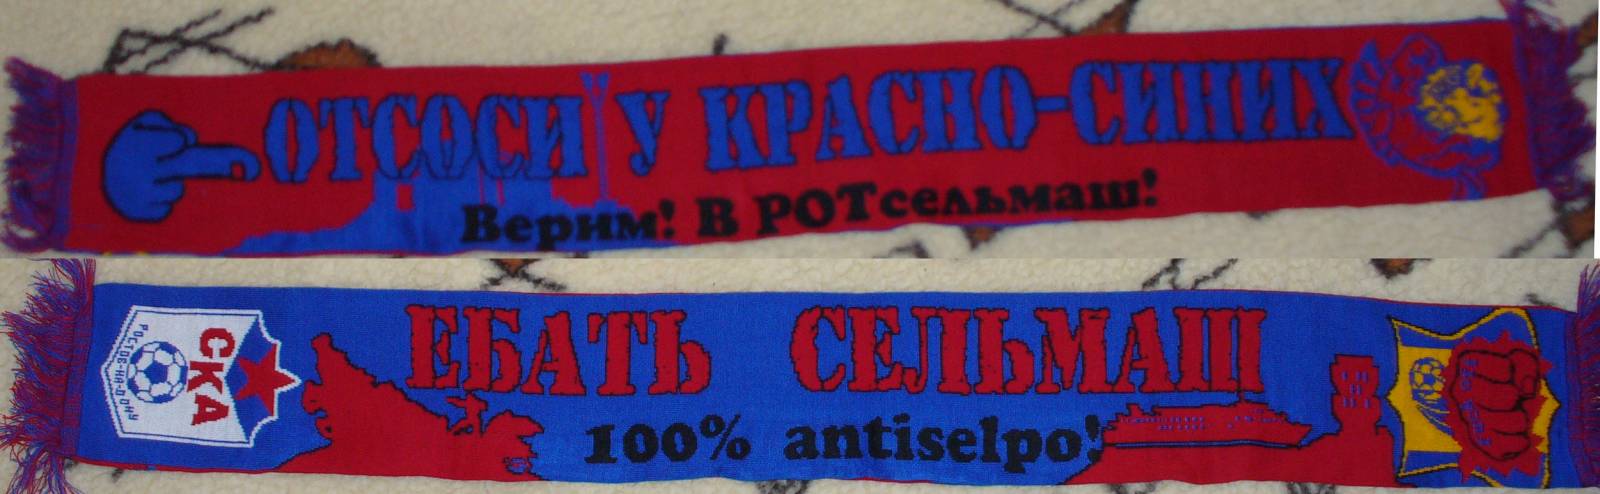 ОТСОСИ У КРАСНО-СИНИХ
Верим! В РОТсельмаш!
ЕБАТЬ СЕЛЬМАШ
100% antiselpo!
СКА
РОСТОВ-НА-ДОНУ